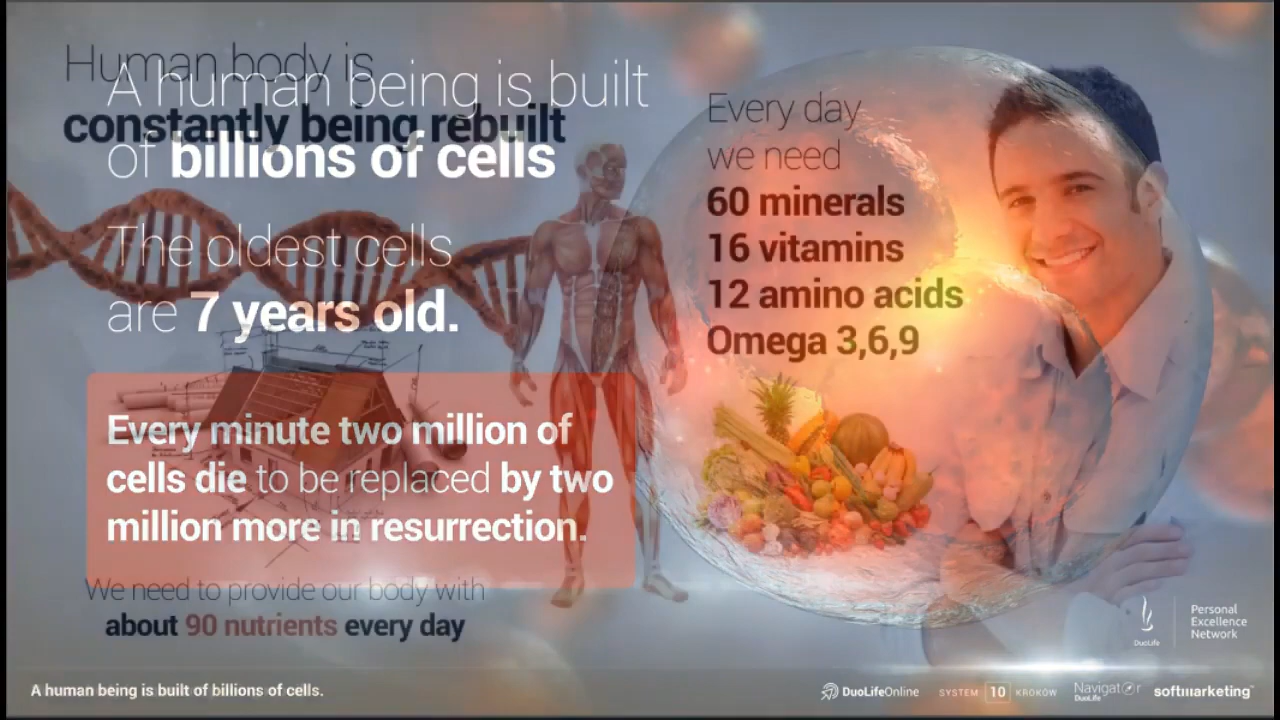 Human body is
constantly being rebuilt
A human being is built
of billions of cells
The oldest cells
are 7 years old.
Every minute two million of
cells die to be replaced by two
million more in resurrection.
We need to provide our body with
about 90 nutrients every day
Every day
we need
60 minerals
16 vitamins
12 amino acids
Omega 3,6,9
DuoLife
Personal
Excellence
Network
A human being is built of billions of cells.
DuoLifeOnline
SYSTEM 10 KROKÓW
Navigator
DuoLife
softmarketing